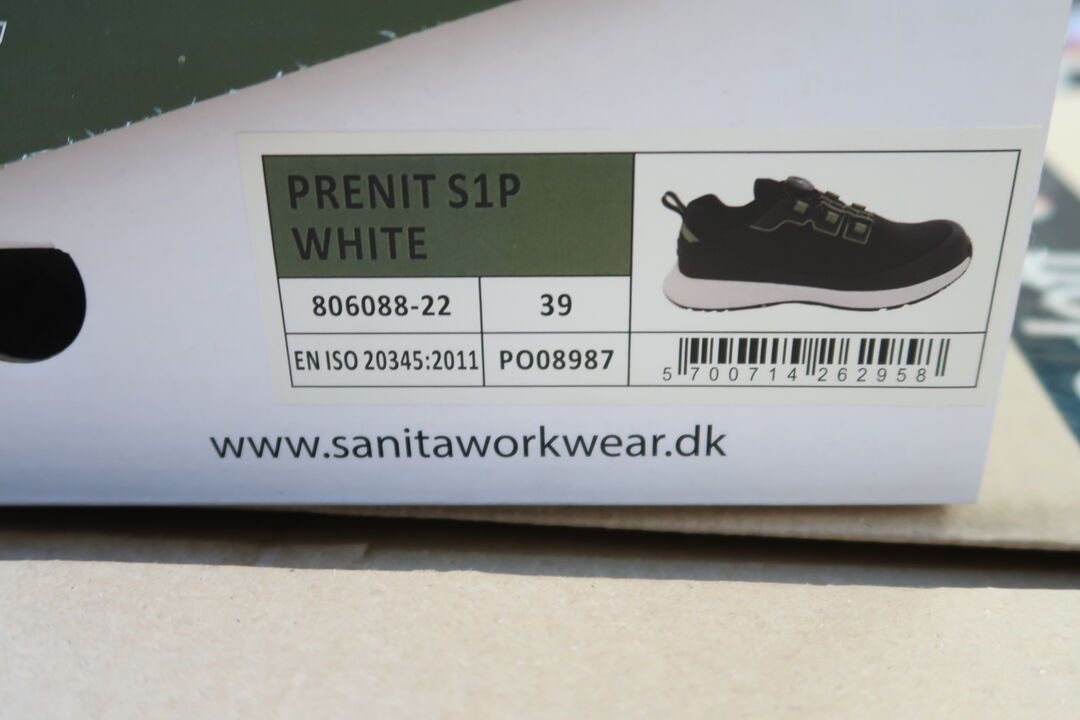 PRENIT S1P
WHITE
806088-22
39
EN ISO 20345:2011
PO08987
5 700714 262958
www.sanitaworkwear.dk